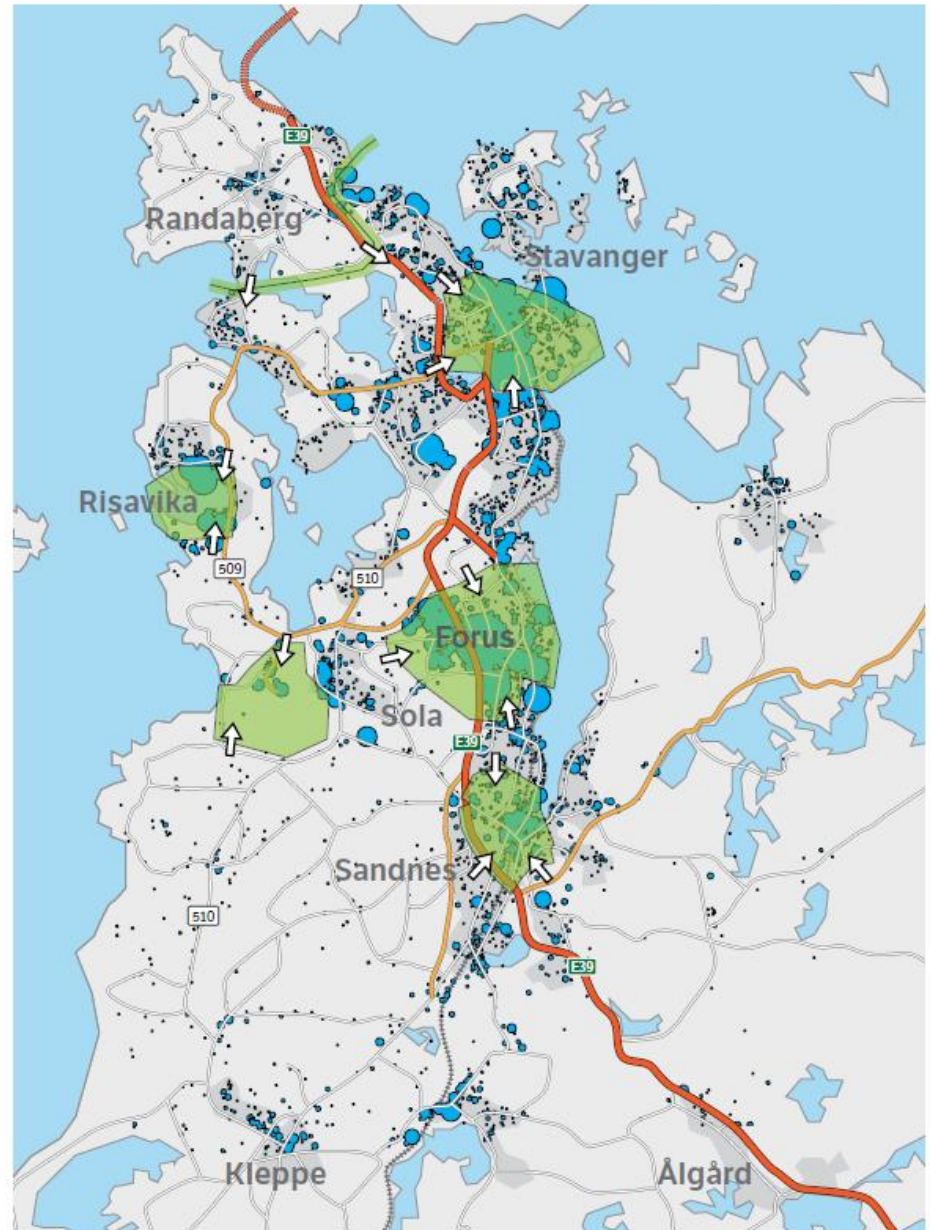 E39
Randaberg
Stavanger
Risavika
509
510
Forus
Sola
E39
Sandnes
510
E39
Kleppe
Ålgård